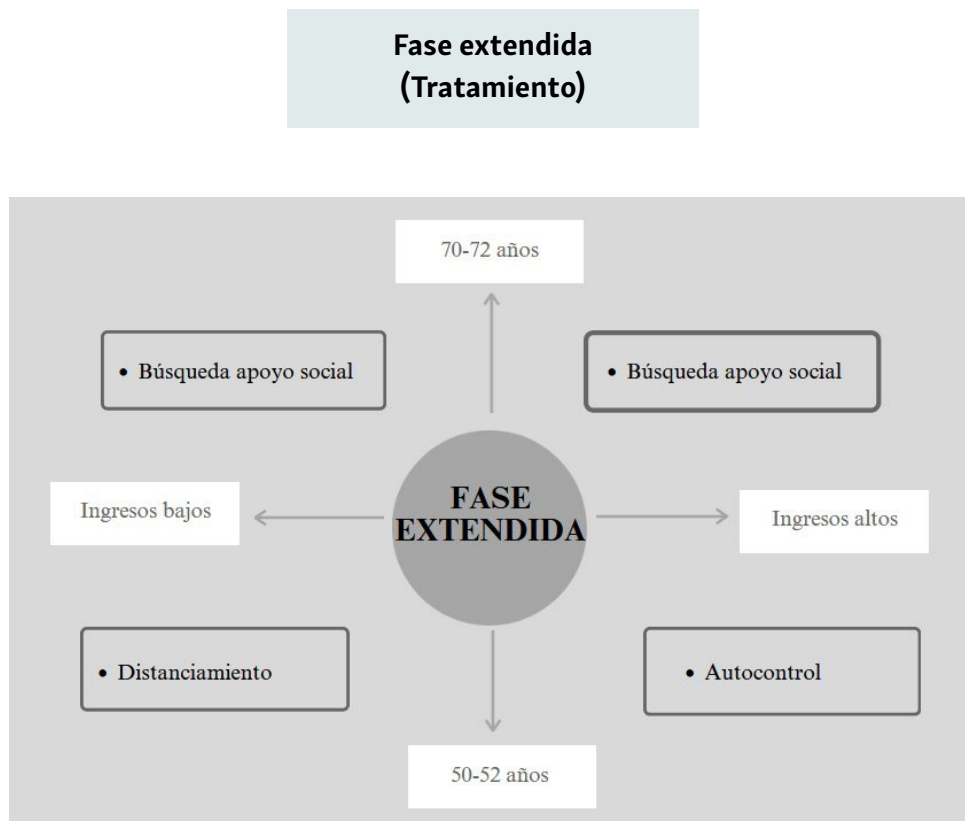 Fase extendida
(Tratamiento)
70-72 años
• Búsqueda apoyo social
• Búsqueda apoyo social
FASE
EXTENDIDA
Ingresos bajos
Ingresos altos
• Distanciamiento
• Autocontrol
50-52 años